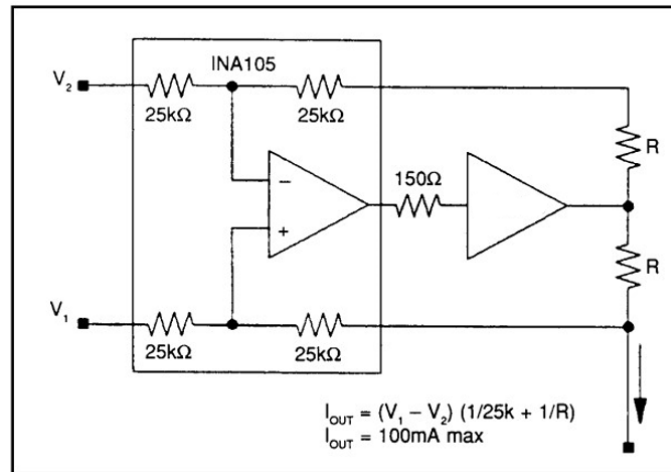 INA105
V₂
25kΩ
25kΩ
R
150Ω
−
+
R
V₁
25kΩ
25kΩ
I_OUT = (V₁ − V₂) (1/25k + 1/R)
I_OUT = 100mA max